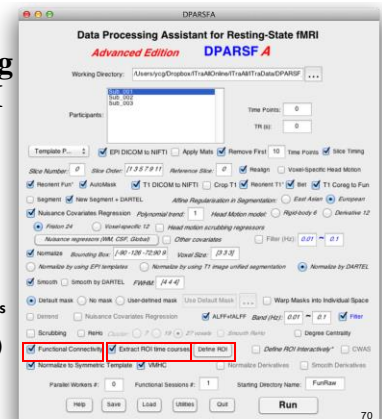 DPARSFA
Data Processing Assistant for Resting-State fMRI
Advanced Edition DPARSF A
g
Working Directory: /Users/ycg/Dropbox/ITraAllOnline/ITraAll/ITraData/DPARSF ...
Participants:
Sub_001
Sub_002
Sub_003
Time Points: 0
TR (s): 0
Template P... EPI DICOM to NIFTI Apply Mats Remove First 10 Time Points Slice Timing
Slice Number: 0 Slice Order: [1 3 5 7 9 11 Reference Slice: 0 Realign Voxel-Specific Head Motion
Reorient Fun* AutoMask T1 DICOM to NIFTI Crop T1 Reorient T1* Bet T1 Coreg to Fun
Segment New Segment + DARTEL Affine Regularisation in Segmentation: East Asian European
Nuisance Covariates Regression Polynomial trend: 1 Head Motion model: Rigid-body 6 Derivative 12
Friston 24 Voxel-specific 12 Head motion scrubbing regressors
Nuisance regressors (WM, CSF, Global) Other covariates Filter (Hz): 0.01 ~ 0.1
Normalize Bounding Box: [-90 -126 -72;90 9 Voxel Size: [3 3 3]
Normalize by using EPI templates Normalize by using T1 image unified segmentation Normalize by DARTEL
Smooth Smooth by DARTEL FWHM: [4 4 4]
s
Default mask No mask User-defined mask Use Default Mask ... Warp Masks into Individual Space
Detrend Nuisance Covariates Regression ALFF+fALFF Band (Hz): 0.01 ~ 0.1 Filter
)
Scrubbing ReHo Cluster: 7 19 27 voxels Smooth ReHo Degree Centrality
Functional Connectivity Extract ROI time courses Define ROI Define ROI Interactively* CWAS
Normalize to Symmetric Template VMHC Normalize Derivatives Smooth Derivatives
Parallel Workers #: 0 Functional Sessions #: 1 Starting Directory Name: FunRaw
Help Save Load Utilities Quit Run
70